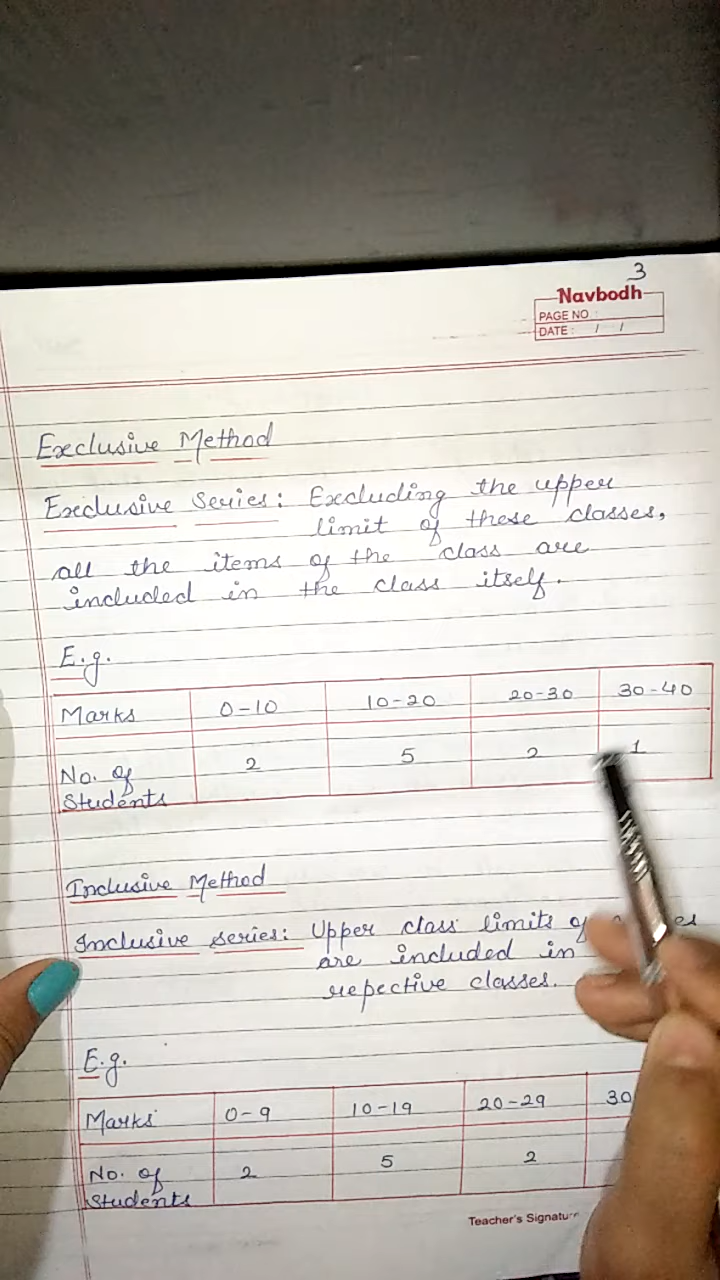 3
Navbodh
PAGE NO :
DATE : / /
Exclusive Method
Exclusive Series: Excluding the upper
limit of these classes,
all the items of the class are
included in the class itself.
E.g.
Marks 0-10 10-20 20-30 30-40
No. of Students 2 5 2 1
Inclusive Method
Inclusive series: Upper class limits
are included in
repective classes.
E.g.
Marks 0-9 10-19 20-29 30
No. of Students 2 5 2
Teacher's Signatur